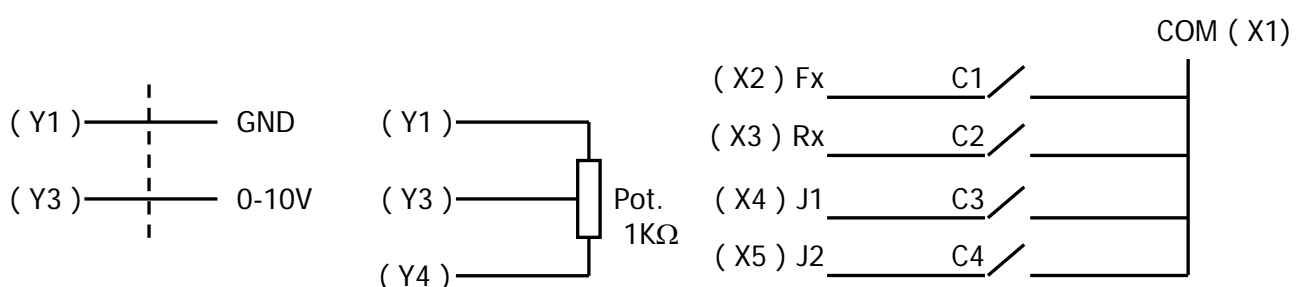 COM ( X1)
( X2 ) Fx C1
( Y1 ) GND
( Y1 )
( X3 ) Rx C2
( Y3 ) 0-10V
( Y3 )
Pot.
1KΩ
( X4 ) J1 C3
( X5 ) J2 C4
( Y4 )